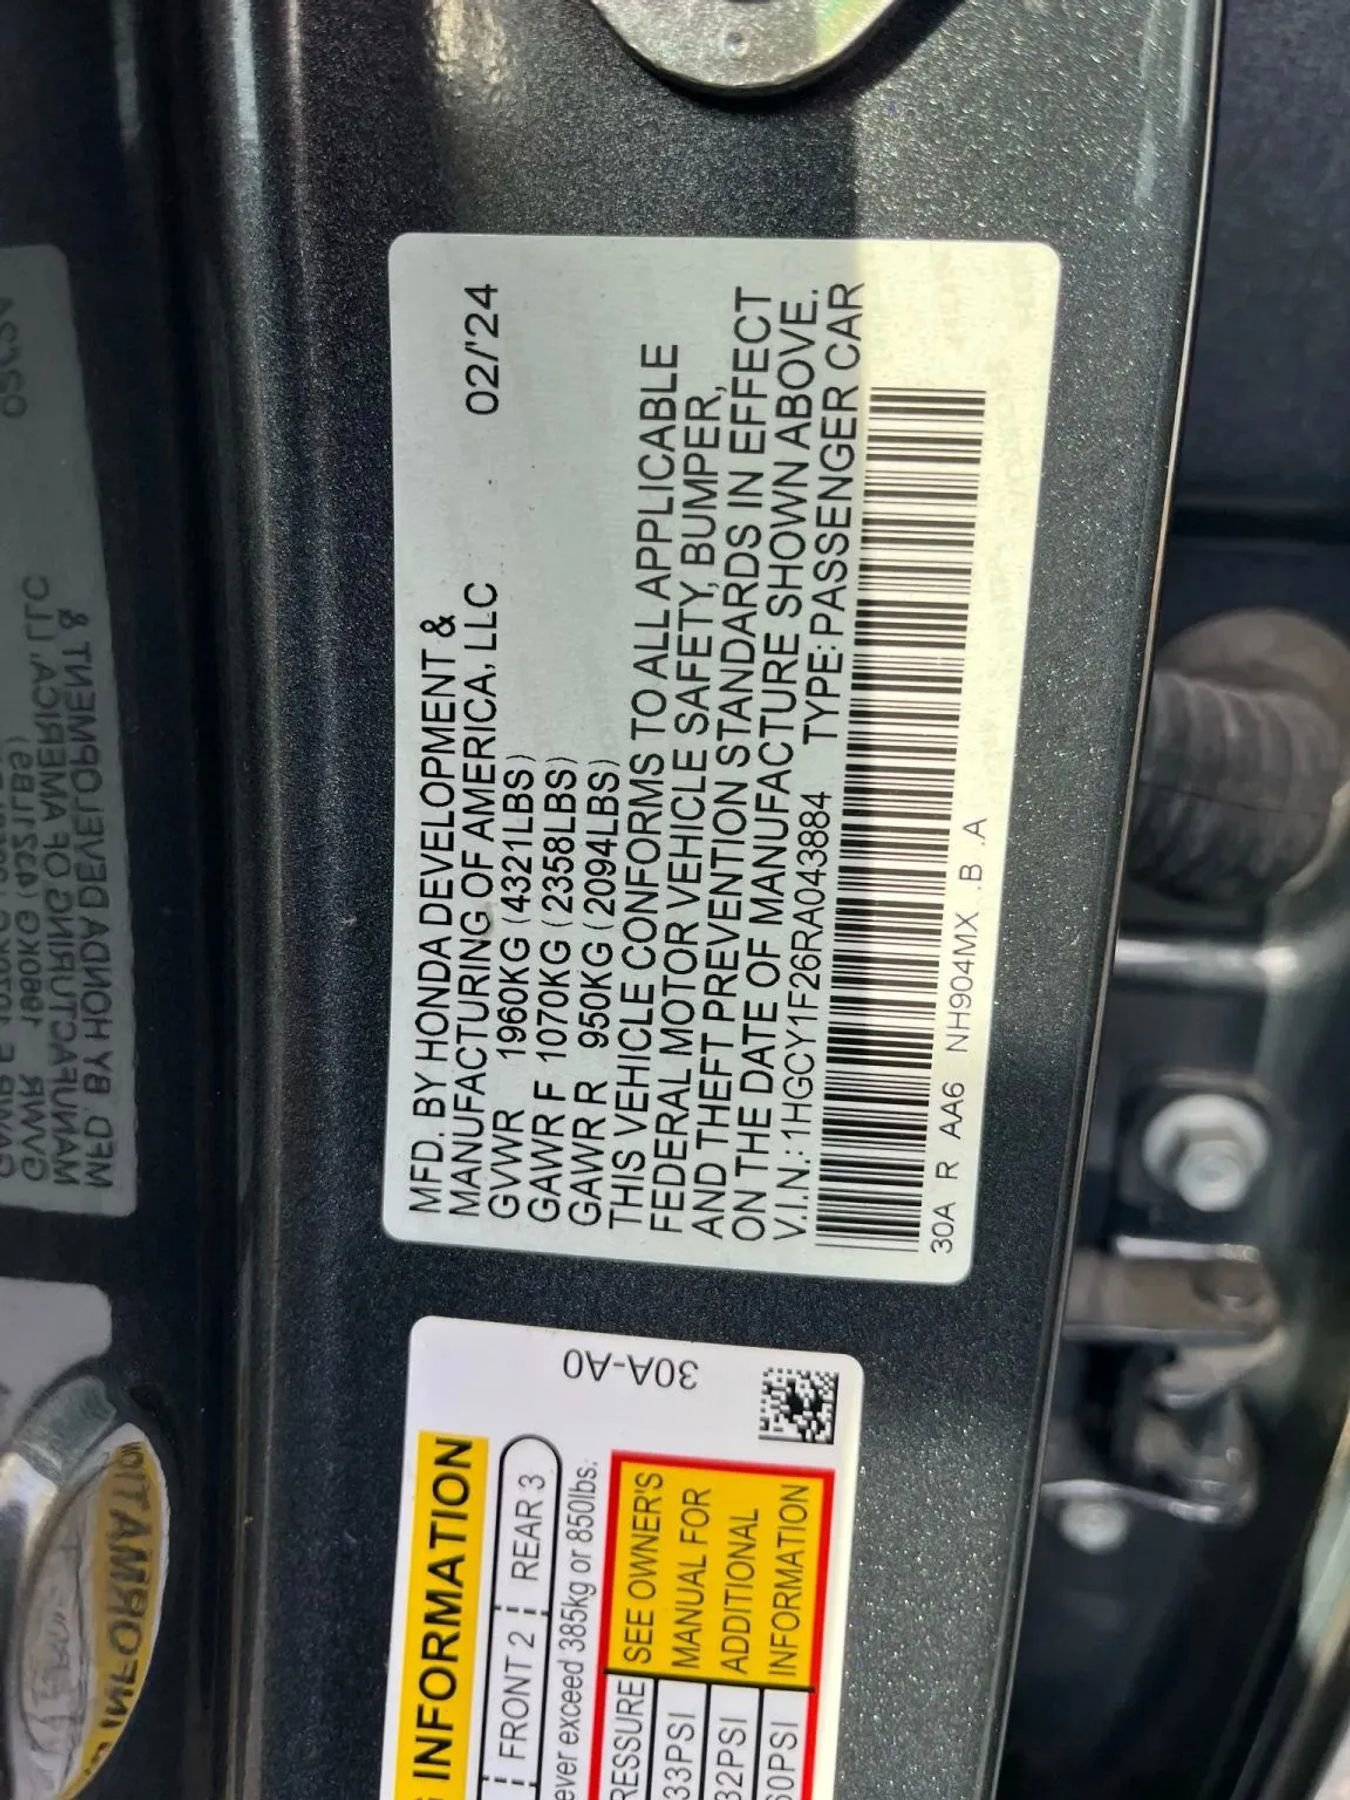 MFD. BY HONDA DEVELOPMENT &
MANUFACTURING OF AMERICA, LLC 02/'24
GVWR 1960KG (4321LBS)
GAWR F 1070KG (2358LBS)
GAWR R 950KG (2094LBS)
THIS VEHICLE CONFORMS TO ALL APPLICABLE
FEDERAL MOTOR VEHICLE SAFETY, BUMPER,
AND THEFT PREVENTION STANDARDS IN EFFECT
ON THE DATE OF MANUFACTURE SHOWN ABOVE.
V.I.N.: 1HGCY1F26RA043884 TYPE: PASSENGER CAR
30A R AA6 NH904MX .B .A
30A-A0
INFORMATION
FRONT 2 REAR 3
exceed 385kg or 850lbs.
SEE OWNER'S
MANUAL FOR
33PSI ADDITIONAL
INFORMATION